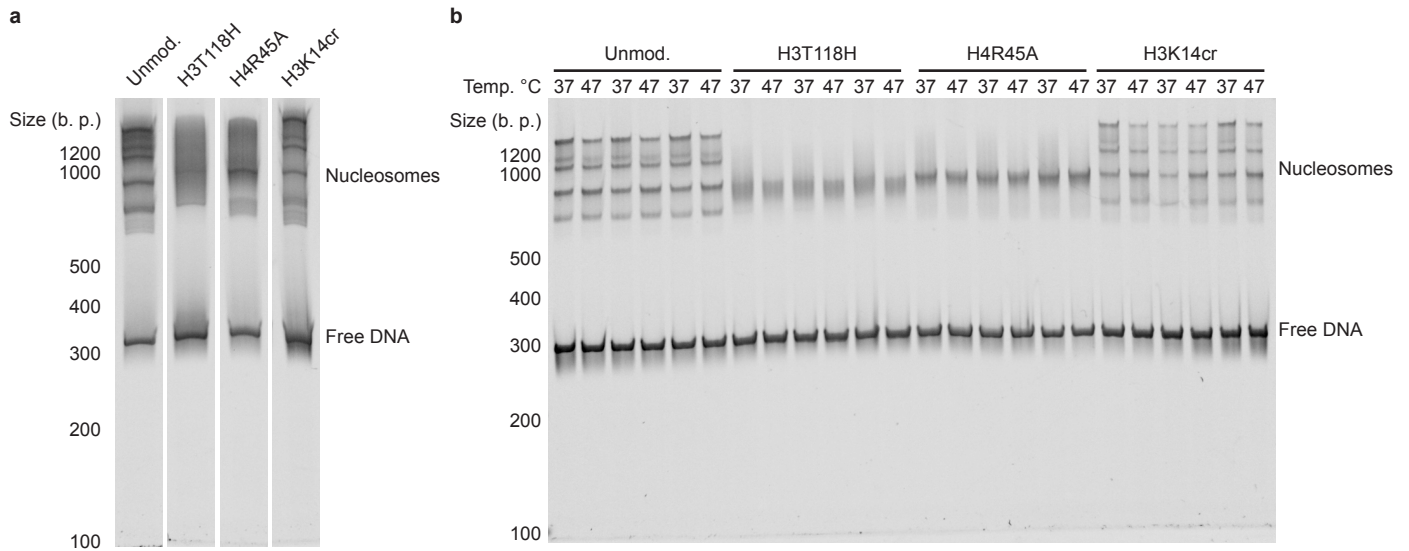 a
Unmod.
H3T118H
H4R45A
H3K14cr
Size (b. p.)
1200
1000
500
400
300
200
100
Nucleosomes
Free DNA
b
Unmod. H3T118H H4R45A H3K14cr
Temp. °C 37 47 37 47 37 47 37 47 37 47 37 47 37 47 37 47 37 47 37 47 37 47 37 47
Size (b. p.)
1200
1000
500
400
300
200
100
Nucleosomes
Free DNA